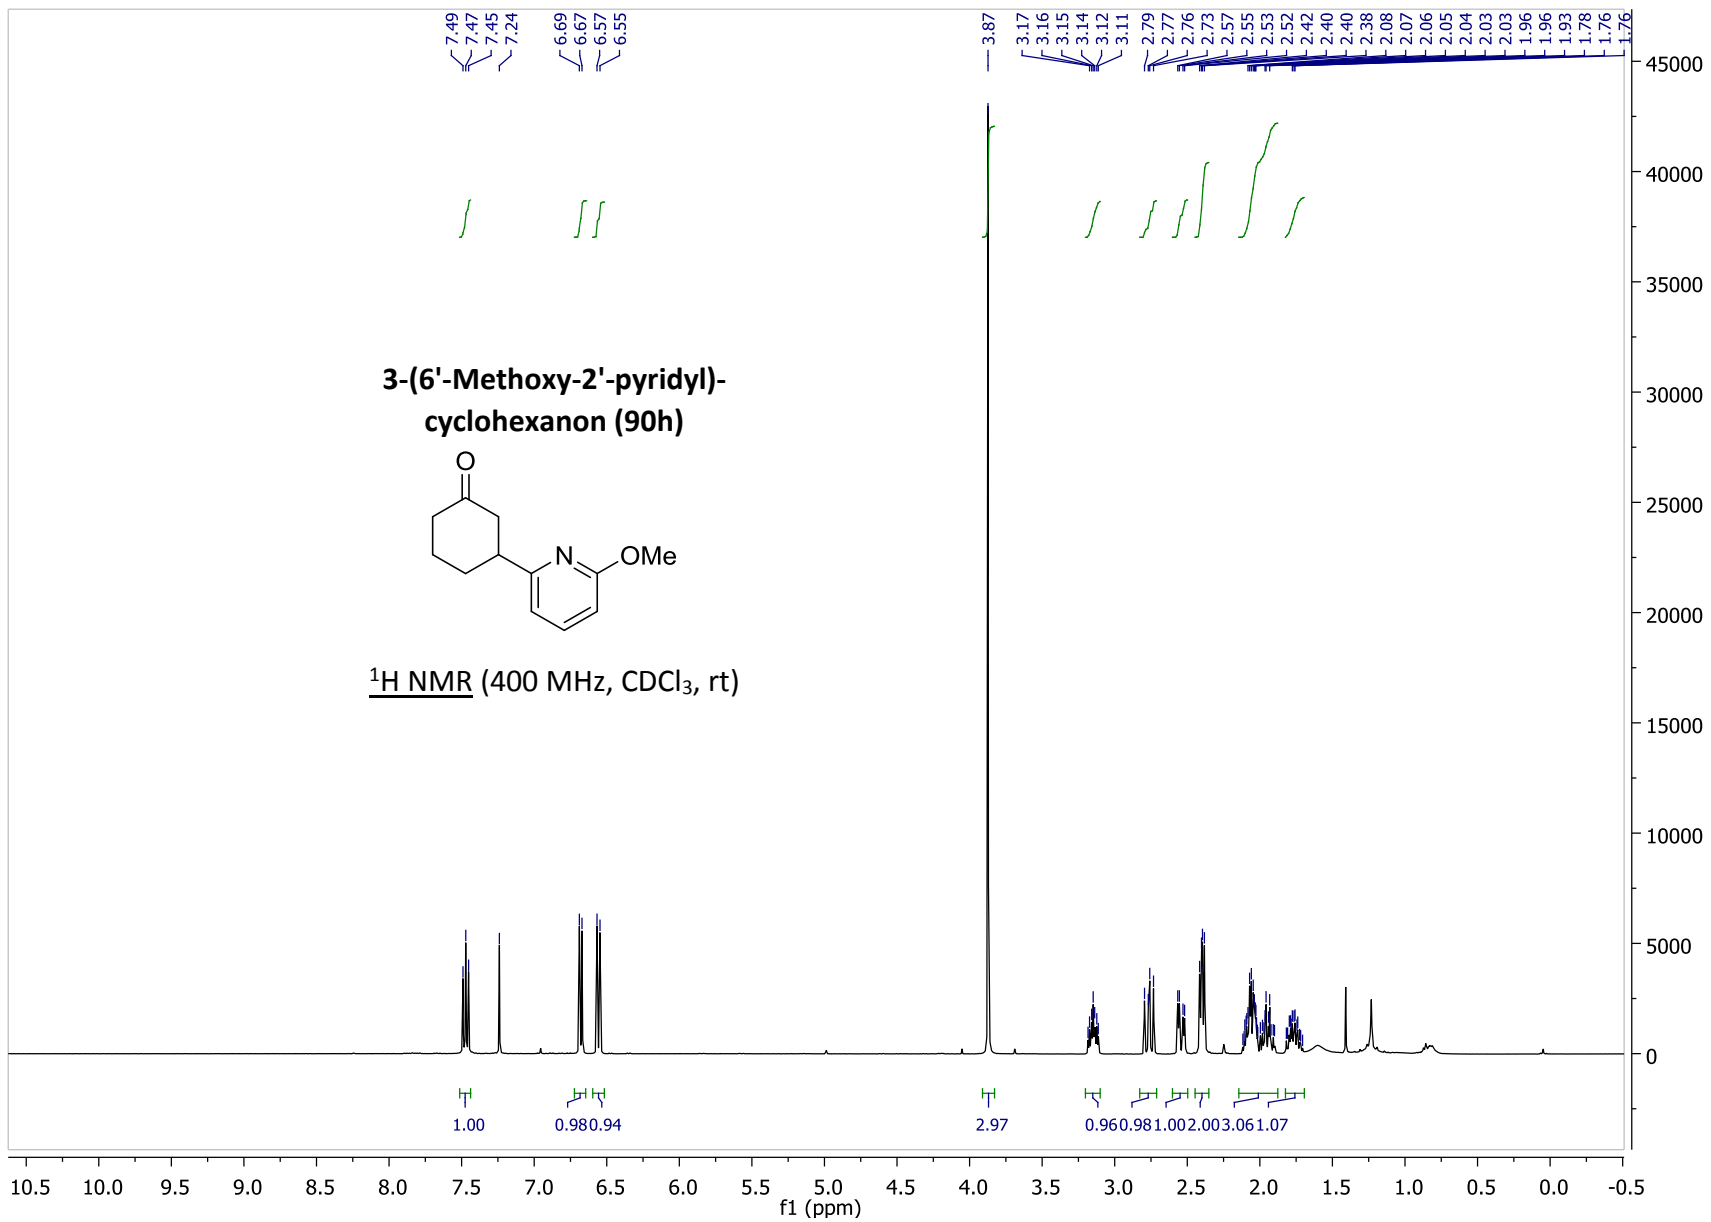 7.49 7.47 7.45 7.24 6.69 6.67 6.57 6.55 3.87 3.17 3.16 3.15 3.14 3.12 3.11 2.79 2.77 2.76 2.73 2.57 2.55 2.53 2.52 2.42 2.40 2.40 2.38 2.08 2.07 2.06 2.05 2.04 2.03 2.03 1.96 1.96 1.93 1.78 1.76 1.76
45000
40000
35000
30000
25000
20000
15000
10000
5000
0
3-(6'-Methoxy-2'-pyridyl)-
cyclohexanon (90h)
O
N
OMe
¹H NMR (400 MHz, CDCl₃, rt)
1.00 0.98 0.94 2.97 0.96 0.98 1.00 2.00 3.06 1.07
10.5 10.0 9.5 9.0 8.5 8.0 7.5 7.0 6.5 6.0 5.5 5.0 4.5 4.0 3.5 3.0 2.5 2.0 1.5 1.0 0.5 0.0 -0.5
f1 (ppm)